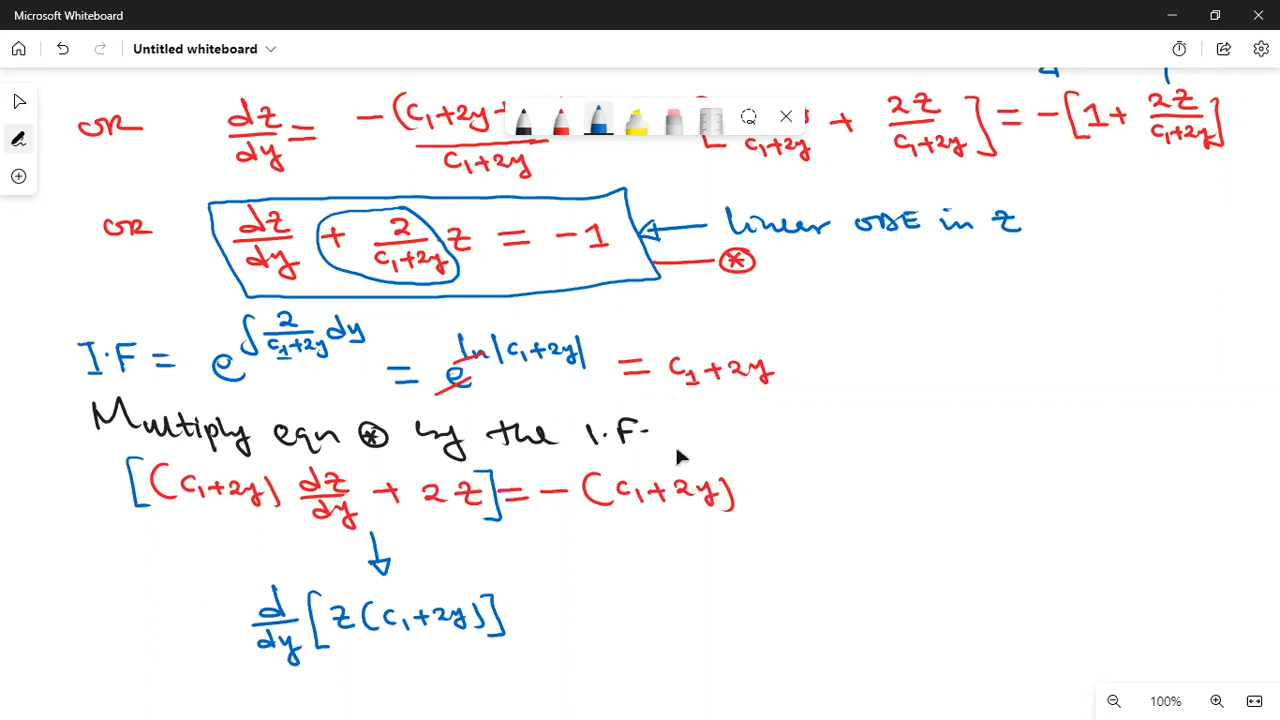 Microsoft Whiteboard
Untitled whiteboard
OR dz/dy = -(c₁+2y+ / c₁+2y [ / c₁+2y + 2z/c₁+2y ] = -[1 + 2z/c₁+2y]
OR dz/dy + 2/c₁+2y z = -1 ← linear ODE in z
⊛
I.F = e^∫ 2/c₁+2y dy = e^ln|c₁+2y| = c₁+2y
Multiply eqn ⊛ by the I.F.
[(c₁+2y) dz/dy + 2z] = -(c₁+2y)
↓
d/dy [z(c₁+2y)]
100%